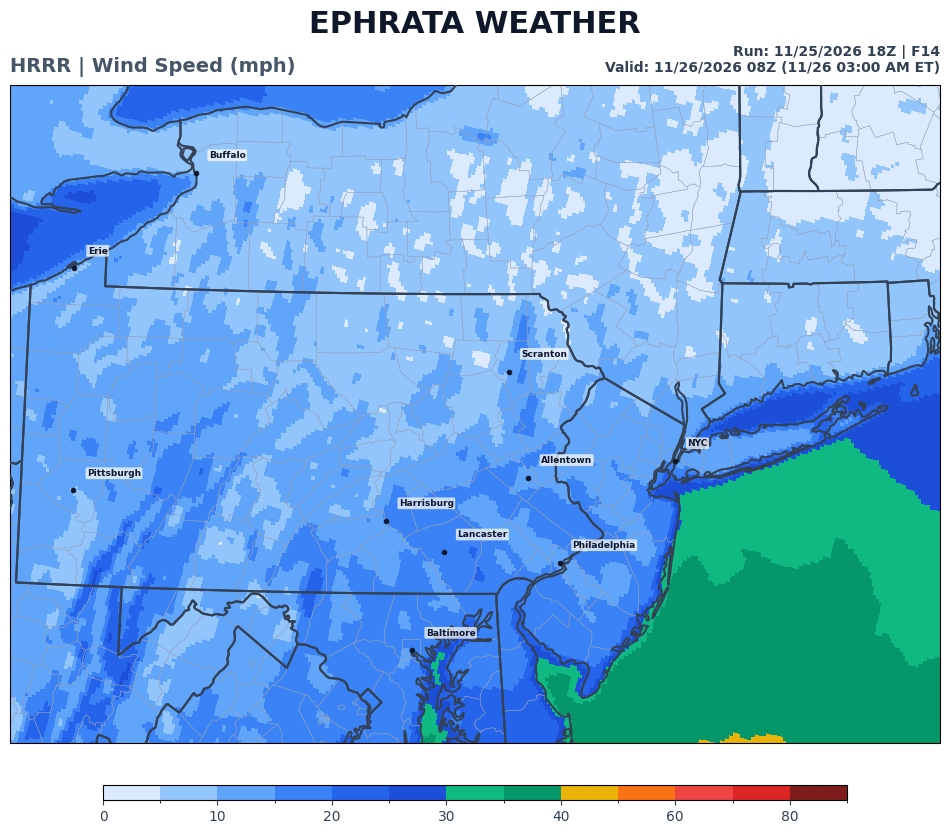 EPHRATA WEATHER
HRRR | Wind Speed (mph)
Run: 11/25/2026 18Z | F14
Valid: 11/26/2026 08Z (11/26 03:00 AM ET)
Buffalo
Erie
Scranton
NYC
Allentown
Pittsburgh
Harrisburg
Lancaster
Philadelphia
Baltimore
0 10 20 30 40 50 60 70 80